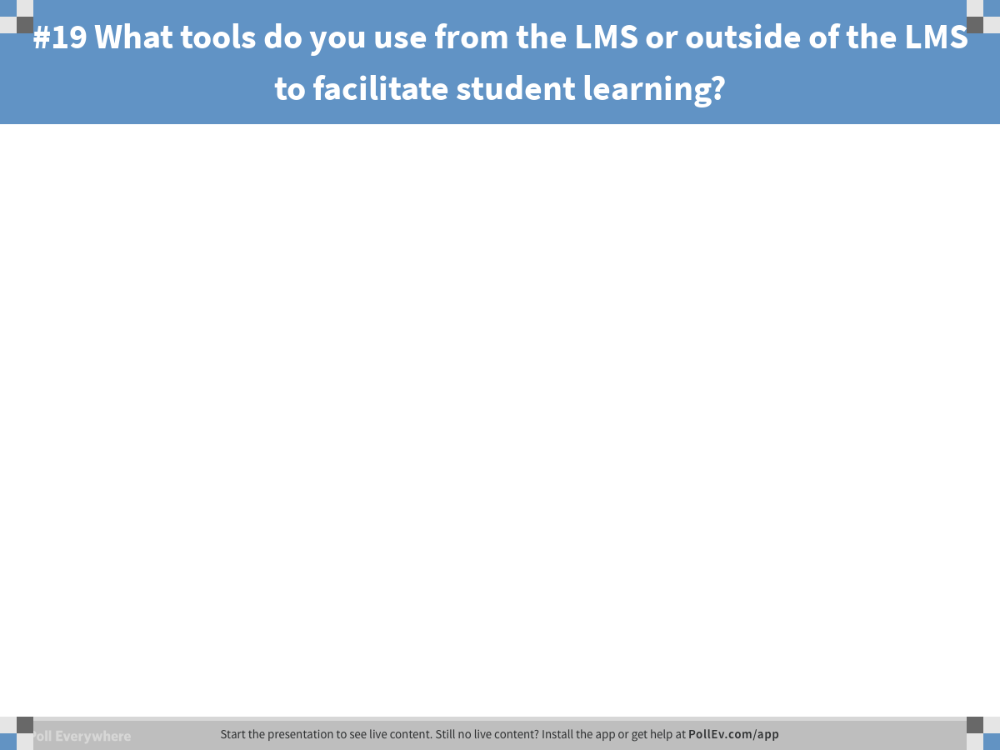 #19 What tools do you use from the LMS or outside of the LMS
to facilitate student learning?
Poll Everywhere
Start the presentation to see live content. Still no live content? Install the app or get help at PollEv.com/app